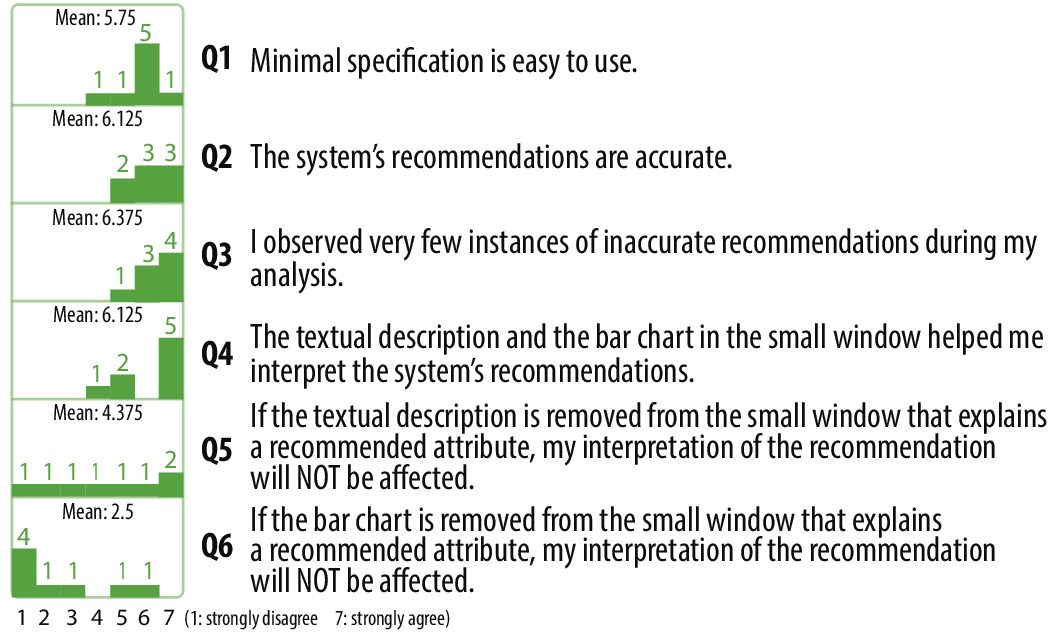 Mean: 5.75
5
1 1 1
Q1 Minimal specification is easy to use.
Mean: 6.125
2 3 3
Q2 The system's recommendations are accurate.
Mean: 6.375
1 3 4
Q3 I observed very few instances of inaccurate recommendations during my
analysis.
Mean: 6.125
1 2 5
Q4 The textual description and the bar chart in the small window helped me
interpret the system's recommendations.
Mean: 4.375
1 1 1 1 1 1 2
Q5 If the textual description is removed from the small window that explains
a recommended attribute, my interpretation of the recommendation
will NOT be affected.
Mean: 2.5
4 1 1 1 1
Q6 If the bar chart is removed from the small window that explains
a recommended attribute, my interpretation of the recommendation
will NOT be affected.
1 2 3 4 5 6 7 (1: strongly disagree 7: strongly agree)